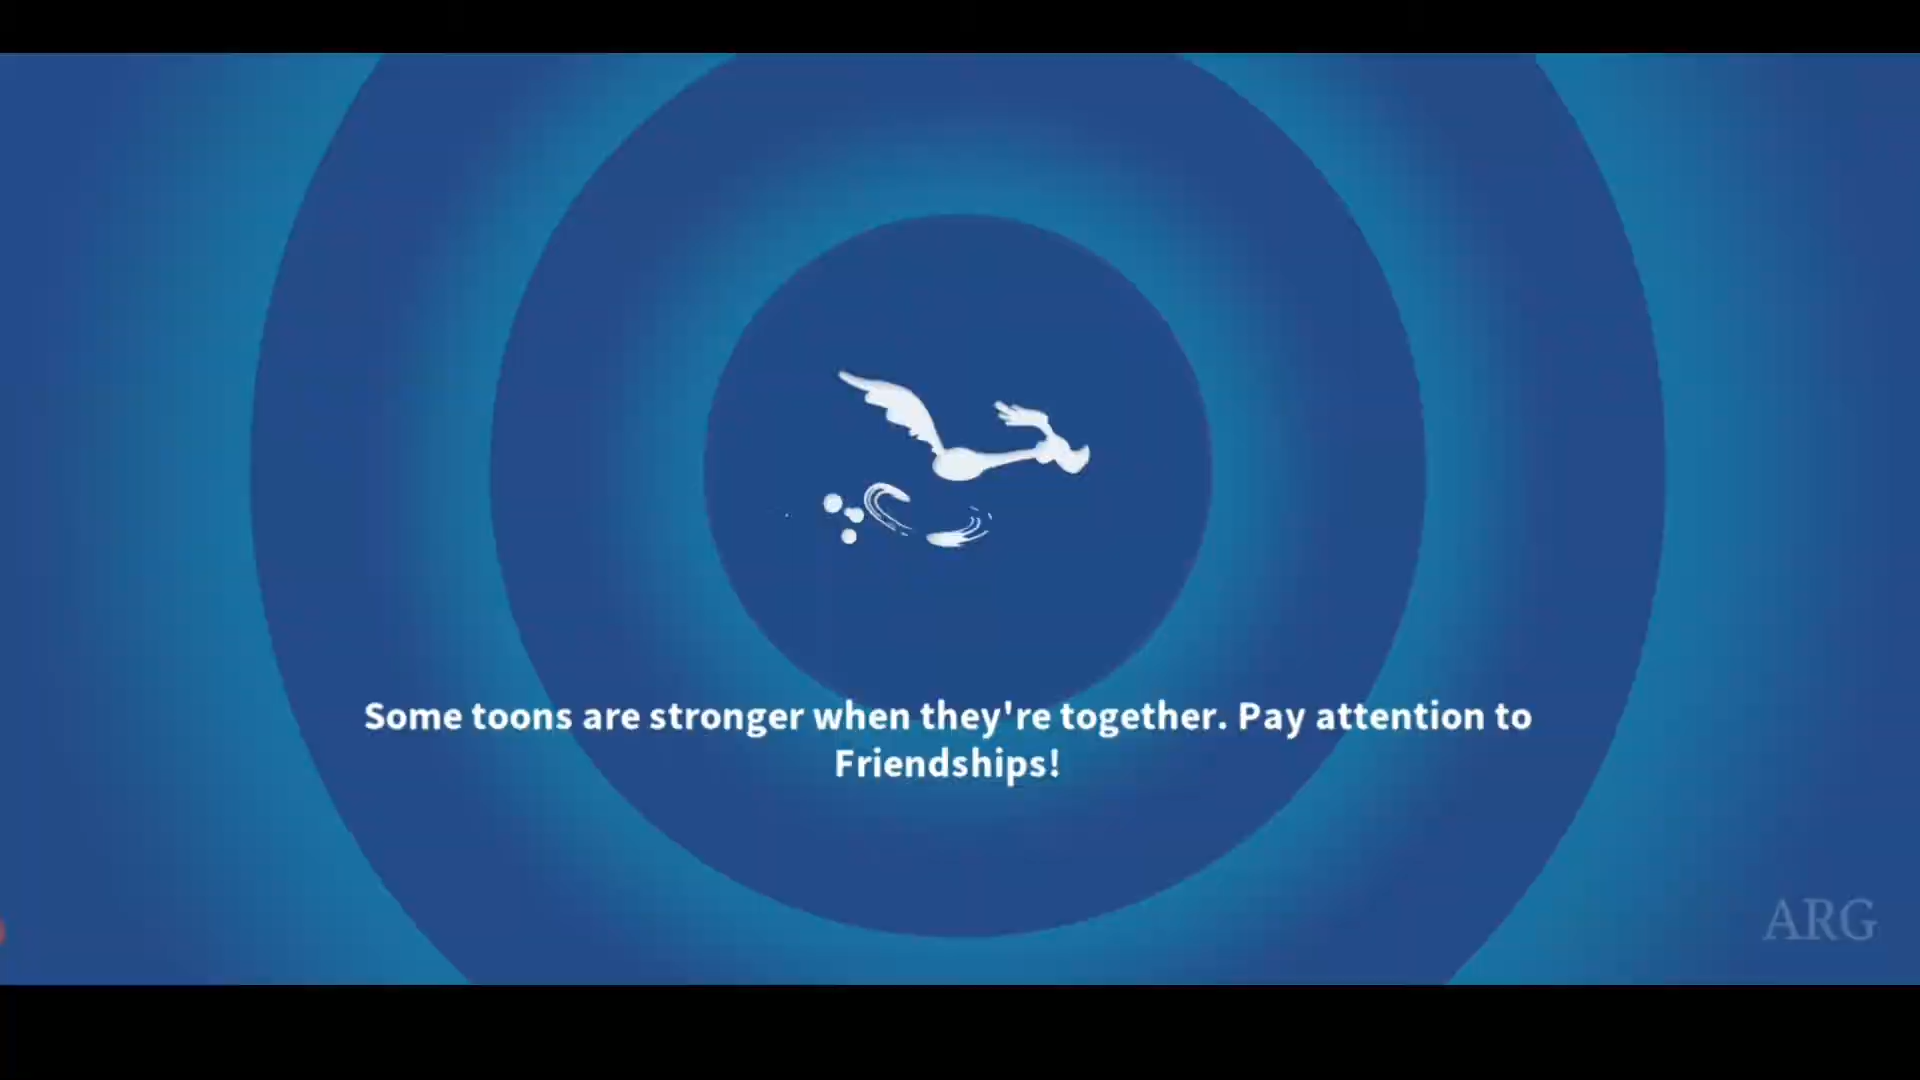 Some toons are stronger when they're together. Pay attention to
Friendships!
ARG